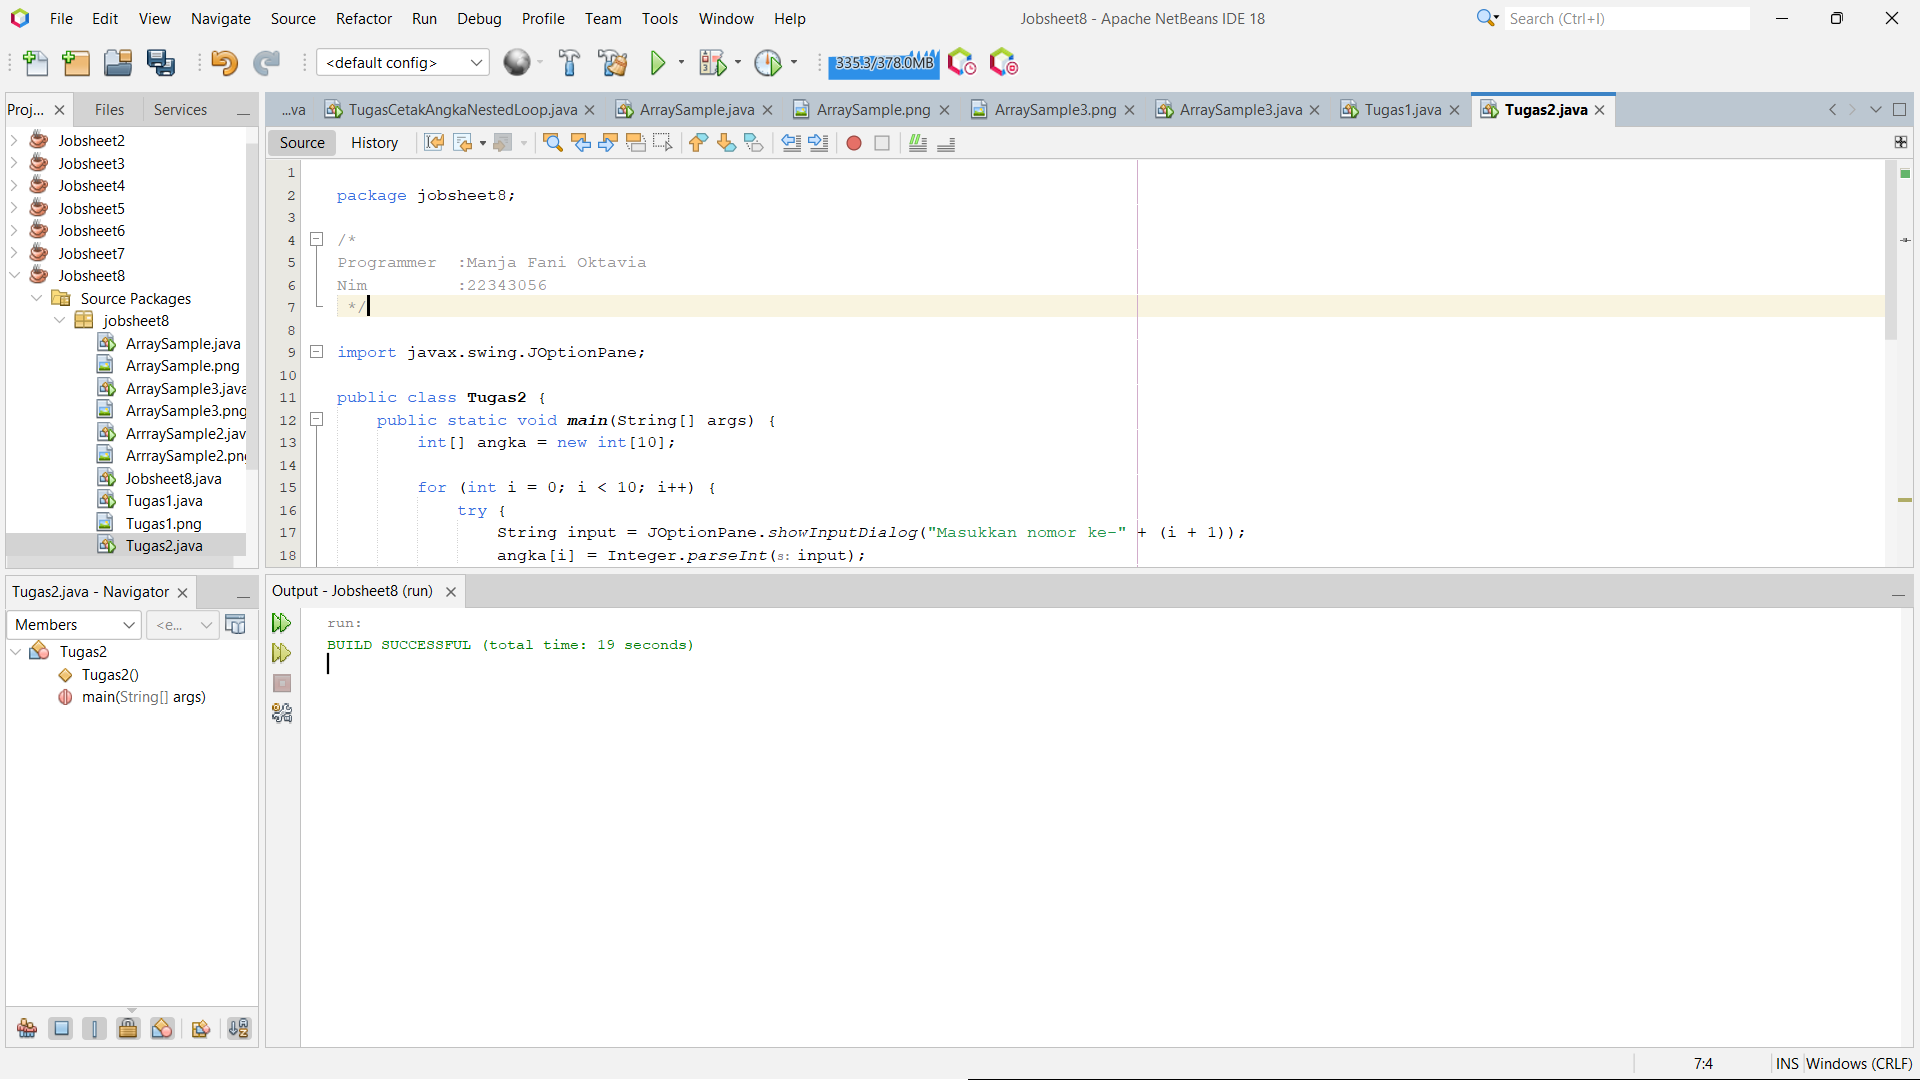 File Edit View Navigate Source Refactor Run Debug Profile Team Tools Window Help
Jobsheet8 - Apache NetBeans IDE 18
Search (Ctrl+I)
<default config>
335.3/378.0MB
Proj... Files Services
...va TugasCetakAngkaNestedLoop.java ArraySample.java ArraySample.png ArraySample3.png ArraySample3.java Tugas1.java Tugas2.java
Source History
Jobsheet2
Jobsheet3
Jobsheet4
Jobsheet5
Jobsheet6
Jobsheet7
Jobsheet8
Source Packages
jobsheet8
ArraySample.java
ArraySample.png
ArraySample3.java
ArraySample3.png
ArrraySample2.jav
ArrraySample2.pn
Jobsheet8.java
Tugas1.java
Tugas1.png
Tugas2.java
1
2 package jobsheet8;
3
4 /*
5 Programmer :Manja Fani Oktavia
6 Nim :22343056
7 */
8
9 import javax.swing.JOptionPane;
10
11 public class Tugas2 {
12 public static void main(String[] args) {
13 int[] angka = new int[10];
14
15 for (int i = 0; i < 10; i++) {
16 try {
17 String input = JOptionPane.showInputDialog("Masukkan nomor ke-" + (i + 1));
18 angka[i] = Integer.parseInt(s: input);
Tugas2.java - Navigator
Members <e...
Tugas2
Tugas2()
main(String[] args)
Output - Jobsheet8 (run)
run:
BUILD SUCCESSFUL (total time: 19 seconds)
7:4 INS Windows (CRLF)